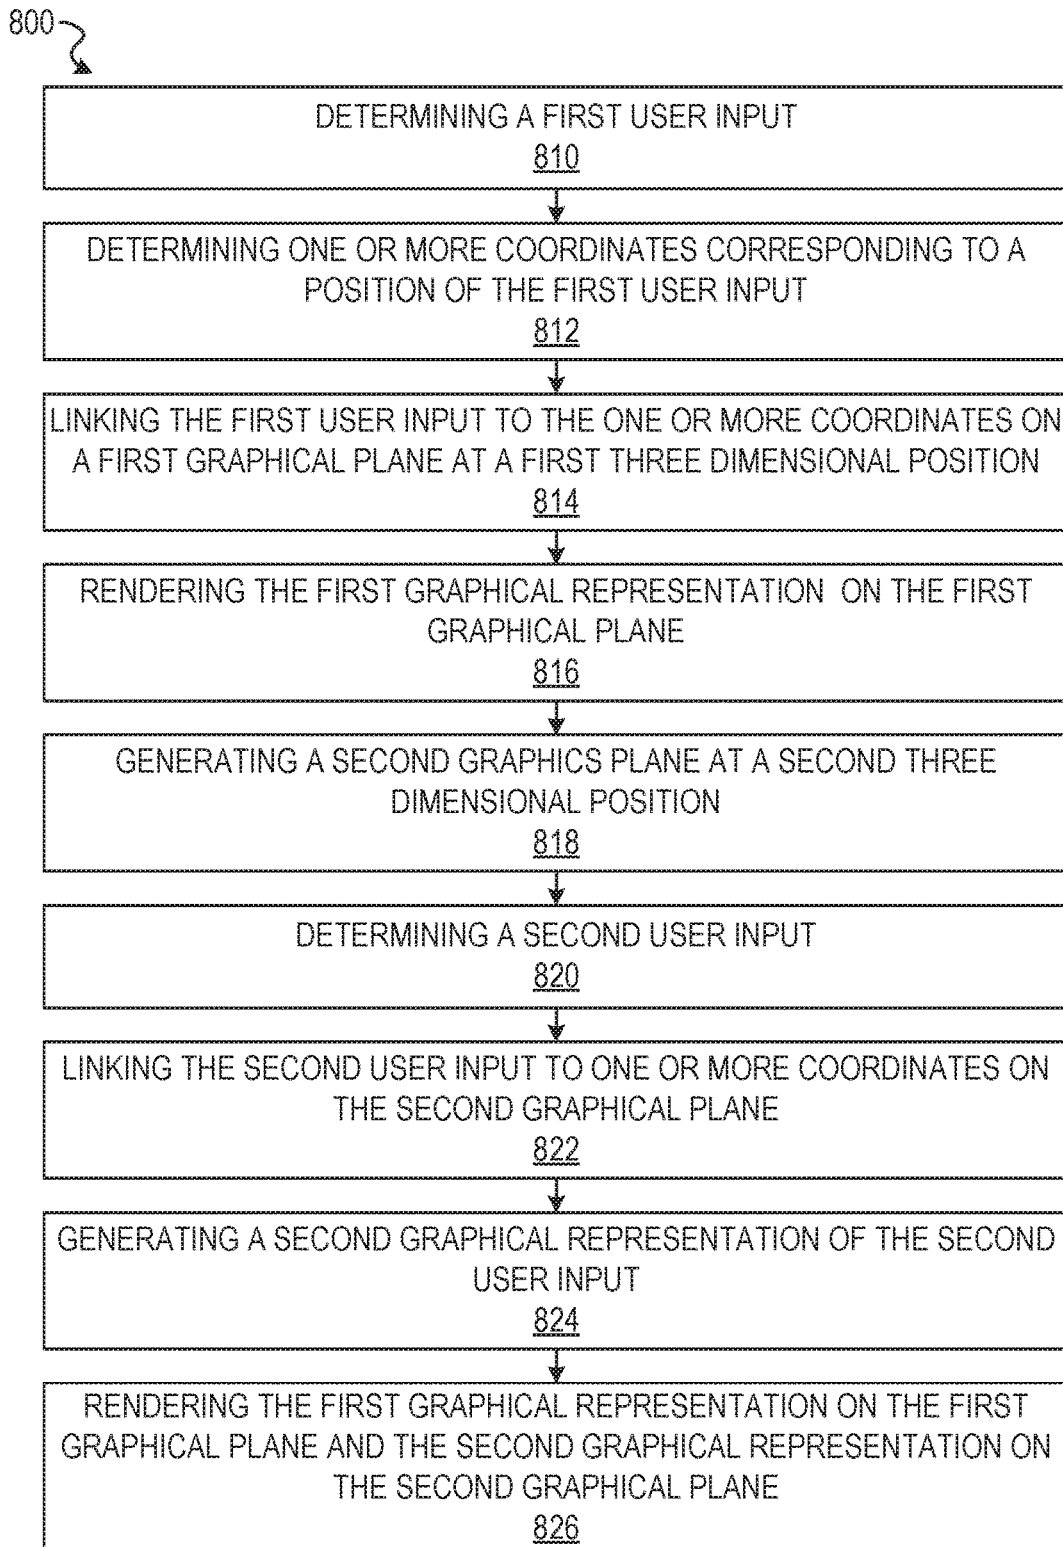 800
DETERMINING A FIRST USER INPUT
810
DETERMINING ONE OR MORE COORDINATES CORRESPONDING TO A
POSITION OF THE FIRST USER INPUT
812
LINKING THE FIRST USER INPUT TO THE ONE OR MORE COORDINATES ON
A FIRST GRAPHICAL PLANE AT A FIRST THREE DIMENSIONAL POSITION
814
RENDERING THE FIRST GRAPHICAL REPRESENTATION ON THE FIRST
GRAPHICAL PLANE
816
GENERATING A SECOND GRAPHICS PLANE AT A SECOND THREE
DIMENSIONAL POSITION
818
DETERMINING A SECOND USER INPUT
820
LINKING THE SECOND USER INPUT TO ONE OR MORE COORDINATES ON
THE SECOND GRAPHICAL PLANE
822
GENERATING A SECOND GRAPHICAL REPRESENTATION OF THE SECOND
USER INPUT
824
RENDERING THE FIRST GRAPHICAL REPRESENTATION ON THE FIRST
GRAPHICAL PLANE AND THE SECOND GRAPHICAL REPRESENTATION ON
THE SECOND GRAPHICAL PLANE
826